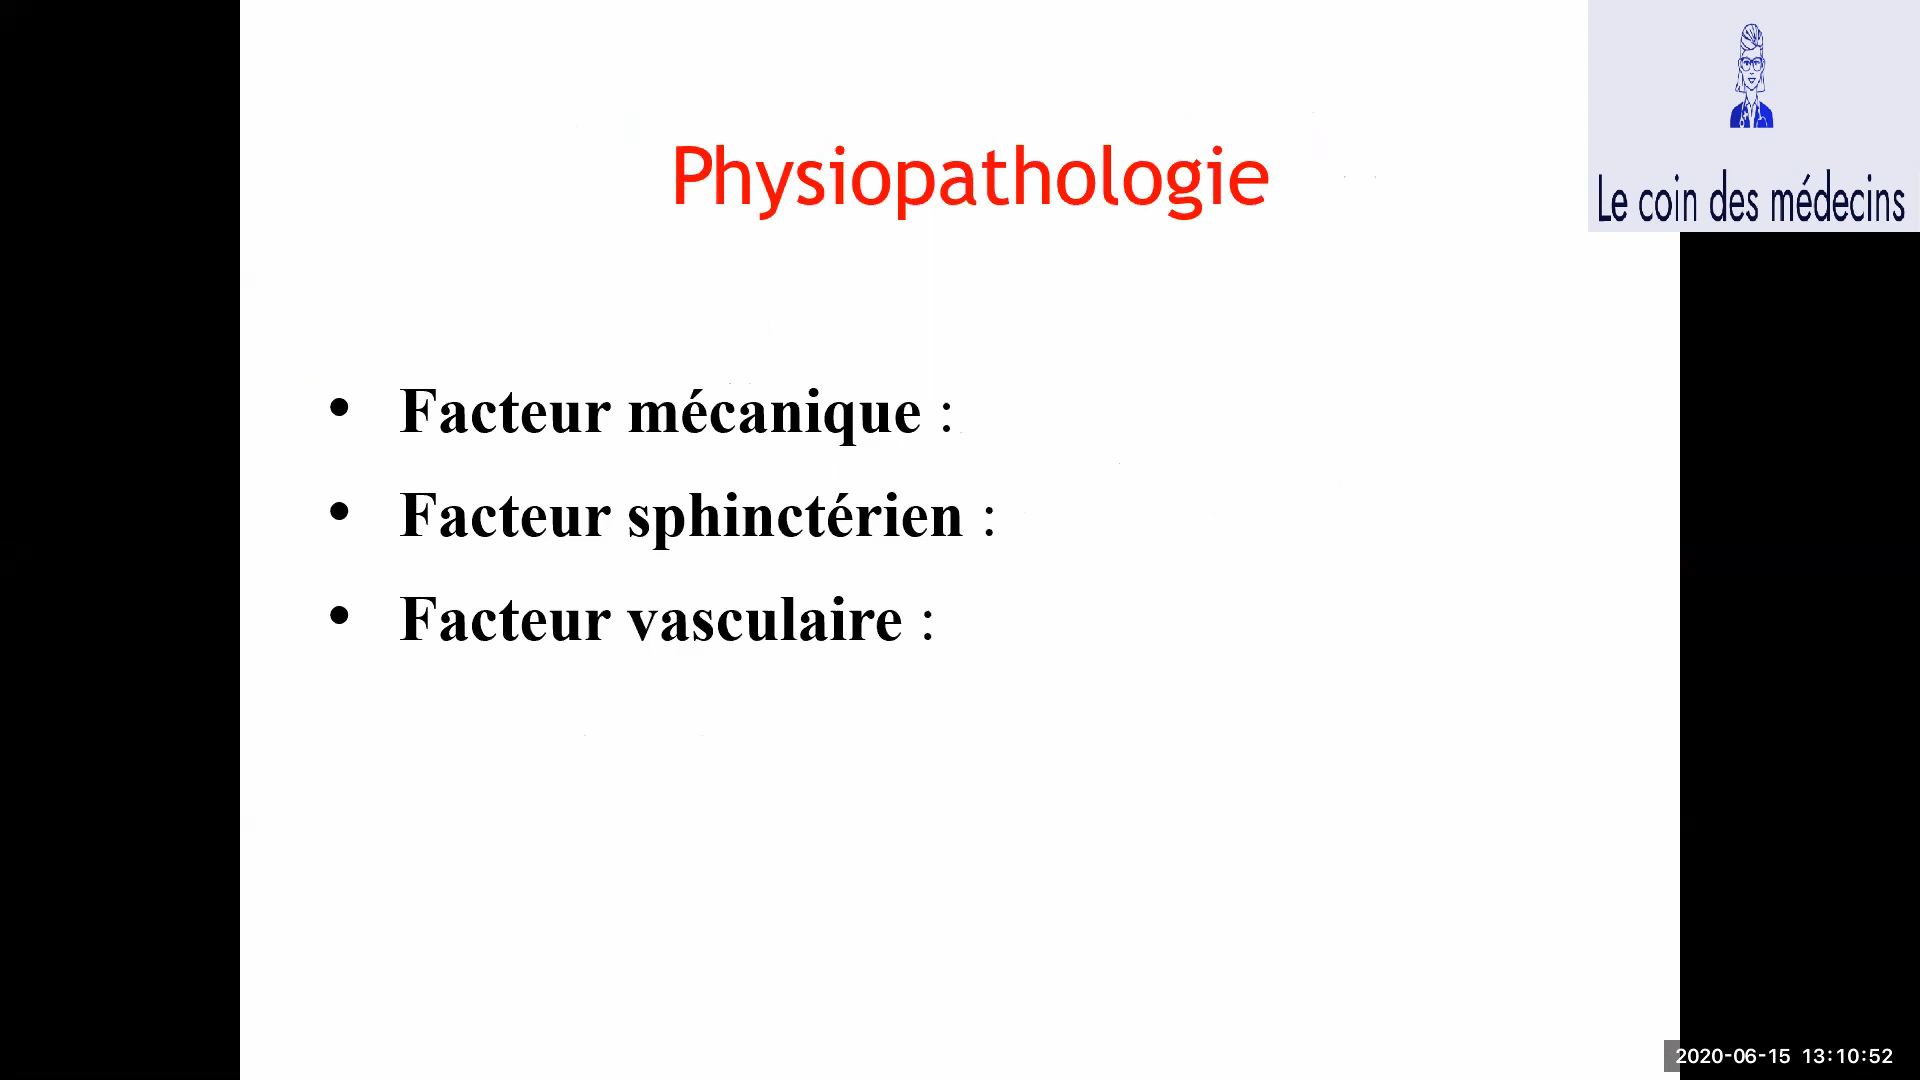 Physiopathologie
Le coin des médecins
• Facteur mécanique :
• Facteur sphinctérien :
• Facteur vasculaire :
2020-06-15 13:10:52